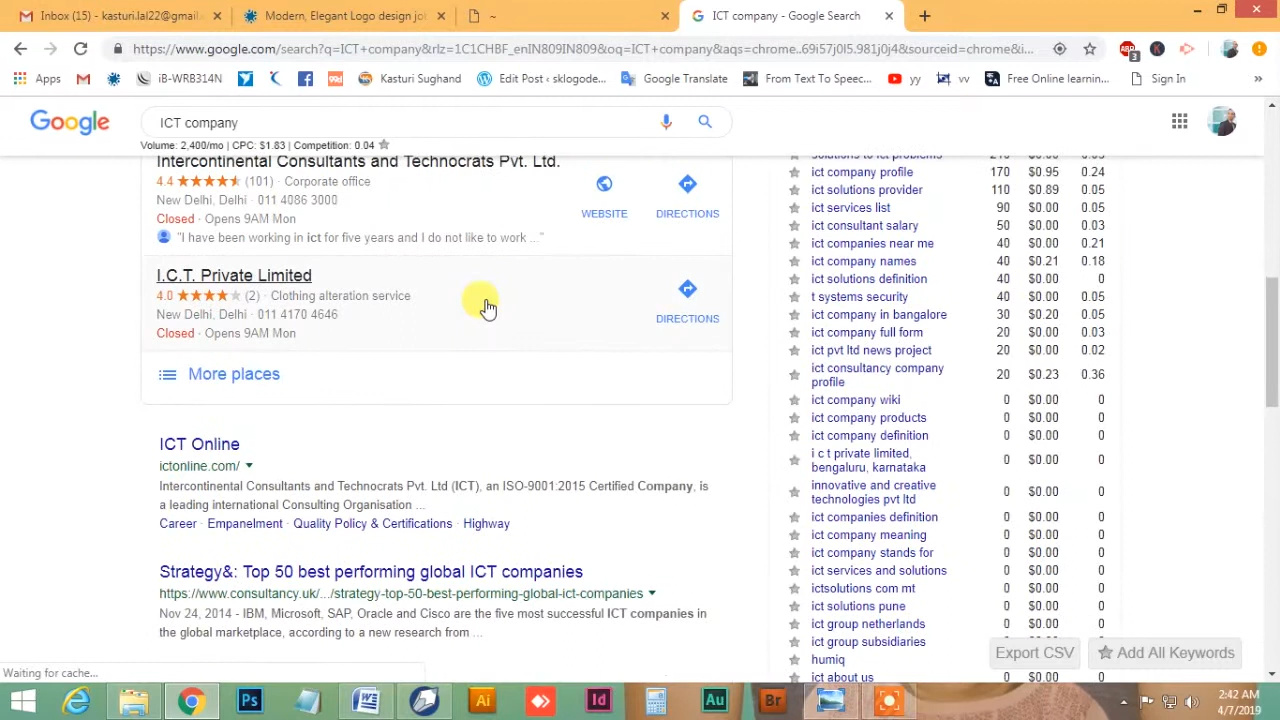 Inbox (15) - kasturi.lal22@gmail.
Modern, Elegant Logo design jol
~
ICT company - Google Search
https://www.google.com/search?q=ICT+company&rlz=1C1CHBF_enIN809IN809&oq=ICT+company&aqs=chrome..69i57j0l5.981j0j4&sourceid=chrome&i...
Apps
iB-WRB314N
Kasturi Sughand
Edit Post ‹ sklogode...
Google Translate
From Text To Speec...
yy
vv
Free Online learnin...
Sign In
»
Google
ICT company
Volume: 2,400/mo | CPC: $1.83 | Competition: 0.04
Intercontinental Consultants and Technocrats Pvt. Ltd.
4.4 (101) · Corporate office
New Delhi, Delhi · 011 4086 3000
Closed · Opens 9AM Mon
"I have been working in ict for five years and I do not like to work ..."
WEBSITE
DIRECTIONS
I.C.T. Private Limited
4.0 (2) · Clothing alteration service
New Delhi, Delhi · 011 4170 4646
Closed · Opens 9AM Mon
DIRECTIONS
More places
ICT Online
ictonline.com/
Intercontinental Consultants and Technocrats Pvt. Ltd (ICT), an ISO-9001:2015 Certified Company, is
a leading international Consulting Organisation ...
Career · Empanelment · Quality Policy & Certifications · Highway
Strategy&: Top 50 best performing global ICT companies
https://www.consultancy.uk/.../strategy-top-50-best-performing-global-ict-companies
Nov 24, 2014 - IBM, Microsoft, SAP, Oracle and Cisco are the five most successful ICT companies in
the global marketplace, according to a new research from ...
solutions to ict problems 210 $0.00 0.05
ict company profile 170 $0.95 0.24
ict solutions provider 110 $0.89 0.05
ict services list 90 $0.00 0.05
ict consultant salary 50 $0.00 0.03
ict companies near me 40 $0.00 0.21
ict company names 40 $0.21 0.18
ict solutions definition 40 $0.00 0
t systems security 40 $0.00 0.05
ict company in bangalore 30 $0.20 0.05
ict company full form 20 $0.00 0.03
ict pvt ltd news project 20 $0.00 0.02
ict consultancy company
profile 20 $0.23 0.36
ict company wiki 0 $0.00 0
ict company products 0 $0.00 0
ict company definition 0 $0.00 0
i c t private limited,
bengaluru, karnataka 0 $0.00 0
innovative and creative
technologies pvt ltd 0 $0.00 0
ict companies definition 0 $0.00 0
ict company meaning 0 $0.00 0
ict company stands for 0 $0.00 0
ict services and solutions 0 $0.00 0
ictsolutions com mt 0 $0.00 0
ict solutions pune 0 $0.00 0
ict group netherlands 0 $0.00 0
ict group subsidiaries
humiq
ict about us 0 $0.00 0
Export CSV
Add All Keywords
Waiting for cache...
Ps
Ai
Id
Au
Br
2:42 AM
4/7/2019